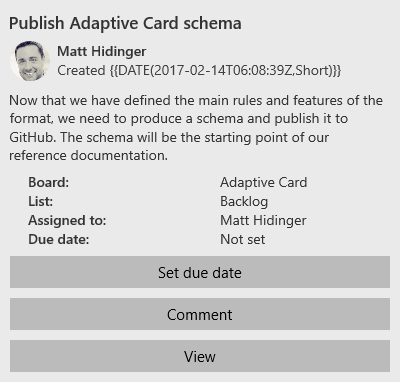 Publish Adaptive Card schema
Matt Hidinger
Created {{DATE(2017-02-14T06:08:39Z,Short)}}
Now that we have defined the main rules and features of the
format, we need to produce a schema and publish it to
GitHub. The schema will be the starting point of our
reference documentation.
Board: Adaptive Card
List: Backlog
Assigned to: Matt Hidinger
Due date: Not set
Set due date
Comment
View